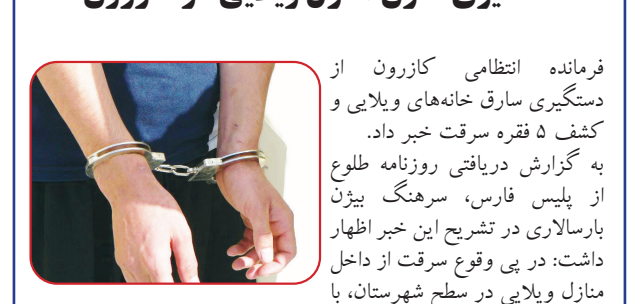 فرمانده انتظامی کازرون از
دستگیری سارق خانه‌های ویلایی و
کشف ۵ فقره سرقت خبر داد.
به گزارش دریافتی روزنامه طلوع
از پلیس فارس، سرهنگ بیژن
بارسالاری در تشریح این خبر اظهار
داشت: در پی وقوع سرقت از داخل
منازل ویلایی در سطح شهرستان، با